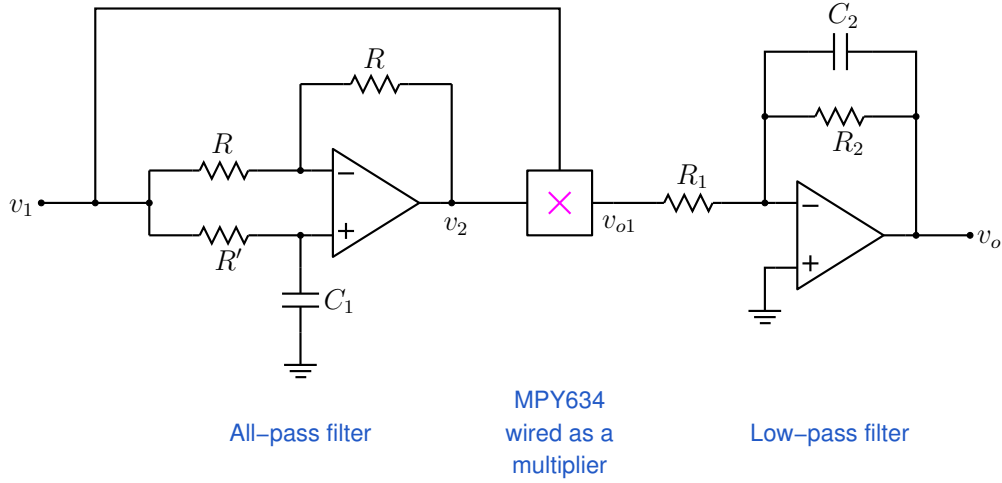 C₂
R
R
R₂
R₁
v₁
v₂
vₒ₁
vₒ
R′
C₁
MPY634
All−pass filter
wired as a
Low−pass filter
multiplier